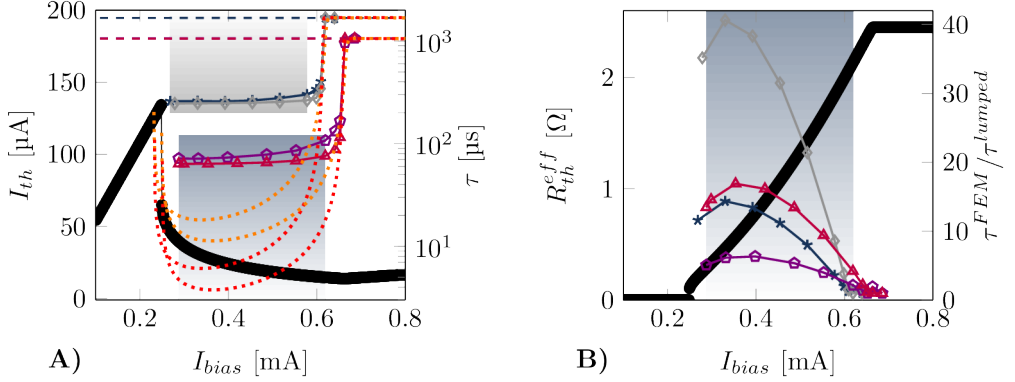 200
150
100
50
0
I_th [µA]
10^3
10^2
10^1
τ [µs]
0.2 0.4 0.6 0.8
A) I_bias [mA]
2
1
0
R_th^eff [Ω]
40
30
20
10
0
τ^FEM/τ^lumped
0.2 0.4 0.6 0.8
B) I_bias [mA]